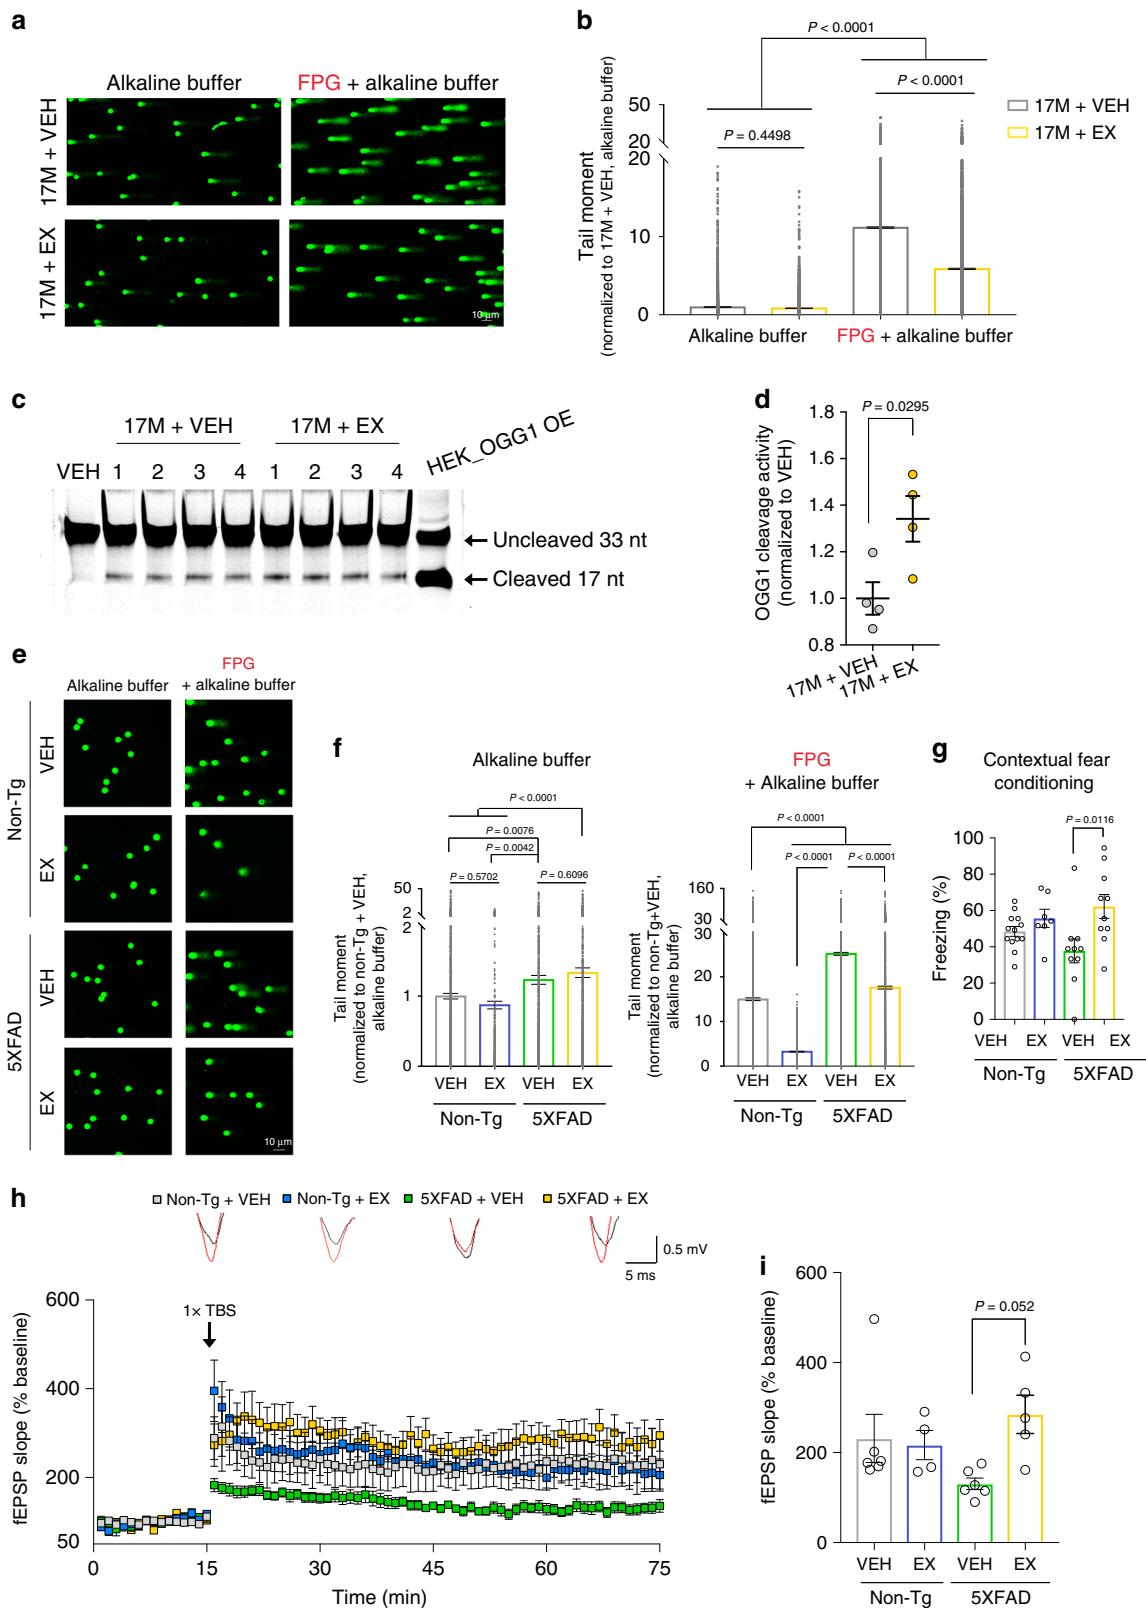 a
Alkaline buffer
FPG + alkaline buffer
17M + VEH
17M + EX
10 μm
b
P < 0.0001
P < 0.0001
P = 0.4498
17M + VEH
17M + EX
Tail moment
(normalized to 17M + VEH, alkaline buffer)
50
20
20
10
0
Alkaline buffer
FPG + alkaline buffer
c
17M + VEH
17M + EX
HEK_OGG1 OE
VEH 1 2 3 4 1 2 3 4
Uncleaved 33 nt
Cleaved 17 nt
d
P = 0.0295
OGG1 cleavage activity
(normalized to VEH)
1.8
1.6
1.4
1.2
1.0
0.8
17M + VEH
17M + EX
e
Alkaline buffer
FPG
+ alkaline buffer
Non-Tg
VEH
EX
5XFAD
VEH
EX
10 μm
f
Alkaline buffer
P < 0.0001
P = 0.0076
P = 0.0042
P = 0.5702
P = 0.6096
Tail moment
(normalized to non-Tg + VEH,
alkaline buffer)
50
2
2
1
0
VEH EX VEH EX
Non-Tg 5XFAD
FPG
+ Alkaline buffer
P < 0.0001
P < 0.0001
P < 0.0001
Tail moment
(normalized to non-Tg+VEH,
alkaline buffer)
160
30
30
20
10
0
VEH EX VEH EX
Non-Tg 5XFAD
g
Contextual fear
conditioning
P = 0.0116
Freezing (%)
100
80
60
40
20
0
VEH EX VEH EX
Non-Tg 5XFAD
h
Non-Tg + VEH Non-Tg + EX 5XFAD + VEH 5XFAD + EX
0.5 mV
5 ms
fEPSP slope (% baseline)
600
400
200
50
1× TBS
0 15 30 45 60 75
Time (min)
i
P = 0.052
fEPSP slope (% baseline)
600
400
200
0
VEH EX VEH EX
Non-Tg 5XFAD